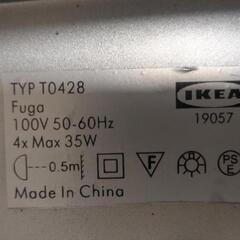 TYP T0428
Fuga
100V 50-60Hz
4x Max 35W
0.5m
F
PS
E
Made In China
IKEA
19057